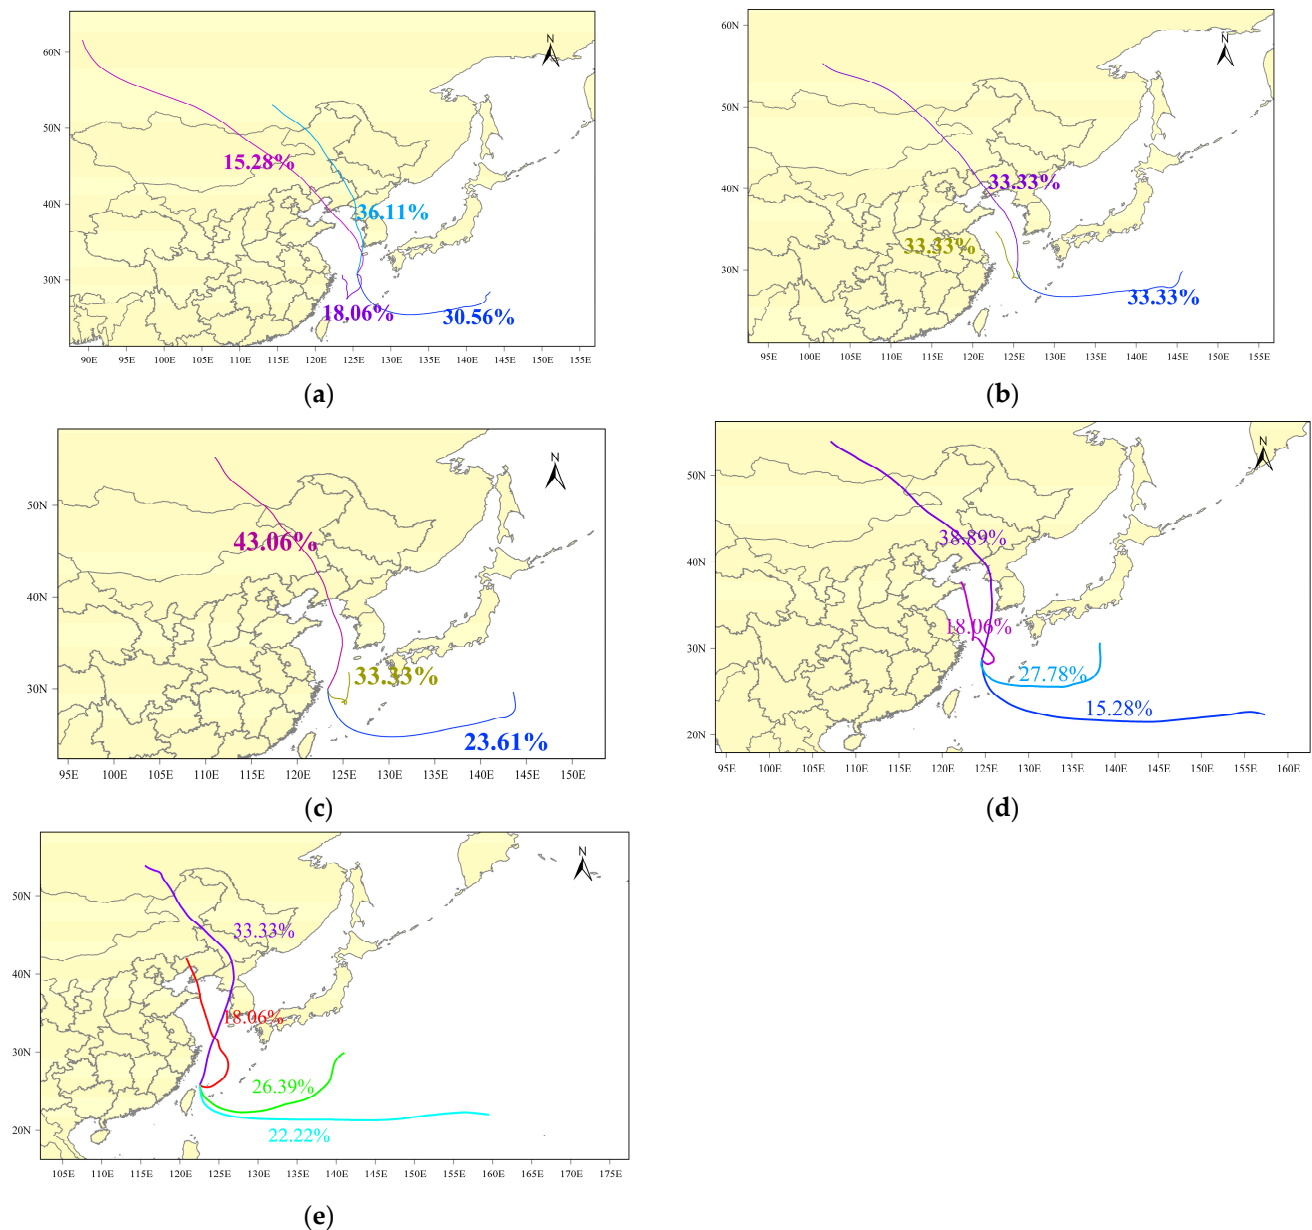 N
60N
50N
40N
30N
15.28%
36.11%
18.06%
30.56%
90E 95E 100E 105E 110E 115E 120E 125E 130E 135E 140E 145E 150E 155E
(a)
N
60N
50N
40N
30N
33.33%
33.33%
33.33%
95E 100E 105E 110E 115E 120E 125E 130E 135E 140E 145E 150E 155E
(b)
N
50N
40N
30N
43.06%
33.33%
23.61%
95E 100E 105E 110E 115E 120E 125E 130E 135E 140E 145E 150E
(c)
N
50N
40N
30N
20N
38.89%
18.06%
27.78%
15.28%
95E 100E 105E 110E 115E 120E 125E 130E 135E 140E 145E 150E 155E 160E
(d)
N
50N
40N
30N
20N
33.33%
18.06%
26.39%
22.22%
105E 110E 115E 120E 125E 130E 135E 140E 145E 150E 155E 160E 165E 170E 175E
(e)